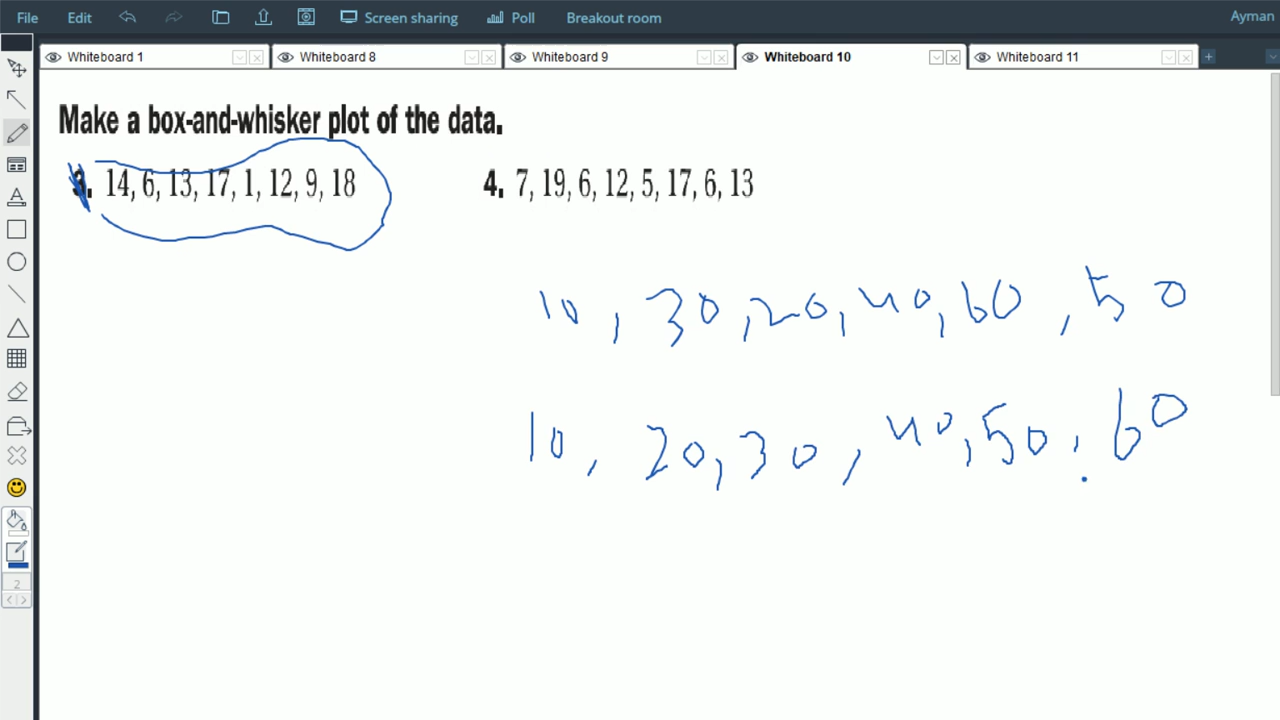 File Edit Screen sharing Poll Breakout room Ayman
Whiteboard 1 Whiteboard 8 Whiteboard 9 Whiteboard 10 Whiteboard 11
Make a box-and-whisker plot of the data.
3. 14, 6, 13, 17, 1, 12, 9, 18 4. 7, 19, 6, 12, 5, 17, 6, 13
10, 30, 20, 40, 60, 50
10, 20, 30, 40, 50, 60
2